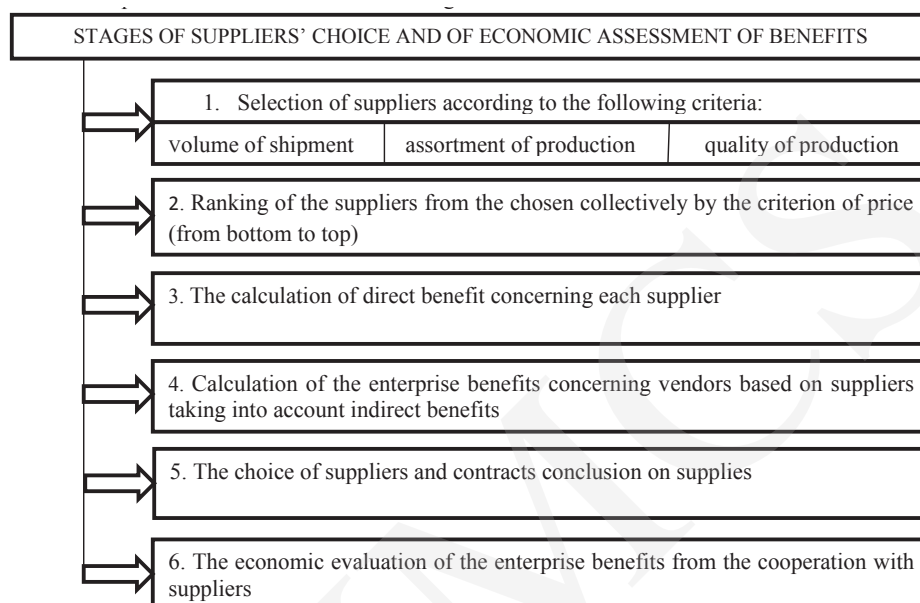 STAGES OF SUPPLIERS' CHOICE AND OF ECONOMIC ASSESSMENT OF BENEFITS
1. Selection of suppliers according to the following criteria:
volume of shipment assortment of production quality of production
2. Ranking of the suppliers from the chosen collectively by the criterion of price
(from bottom to top)
3. The calculation of direct benefit concerning each supplier
4. Calculation of the enterprise benefits concerning vendors based on suppliers
taking into account indirect benefits
5. The choice of suppliers and contracts conclusion on supplies
6. The economic evaluation of the enterprise benefits from the cooperation with
suppliers